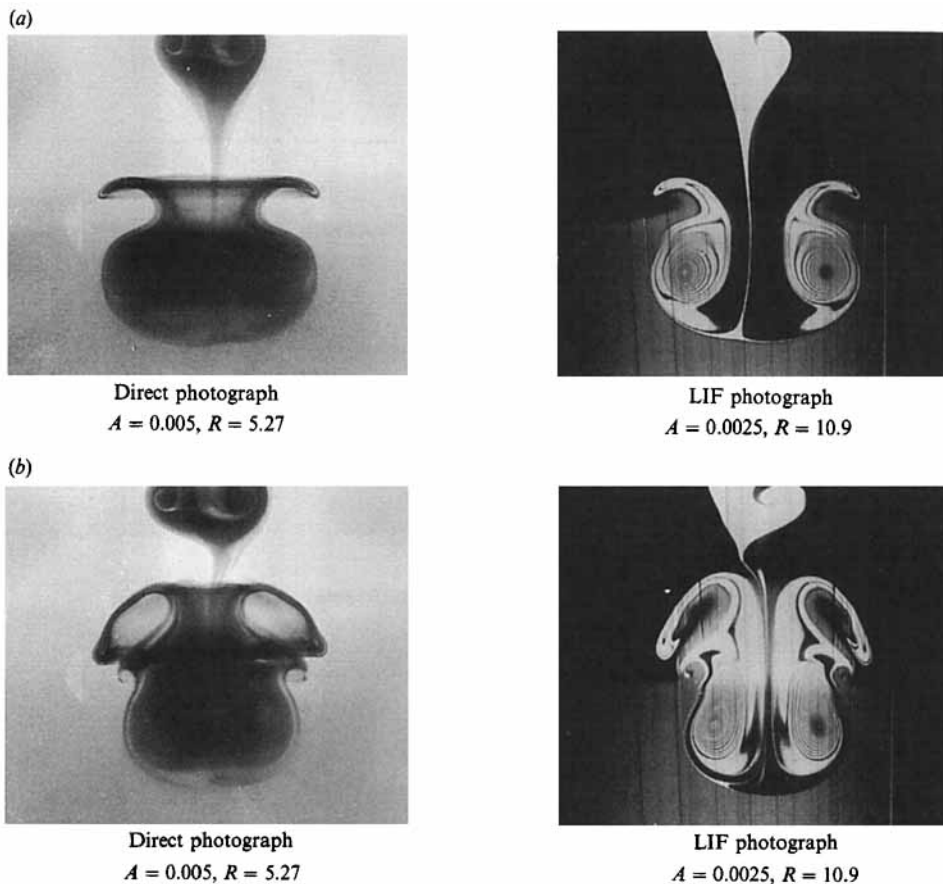 (a)
Direct photograph
A = 0.005, R = 5.27
LIF photograph
A = 0.0025, R = 10.9
(b)
Direct photograph
A = 0.005, R = 5.27
LIF photograph
A = 0.0025, R = 10.9